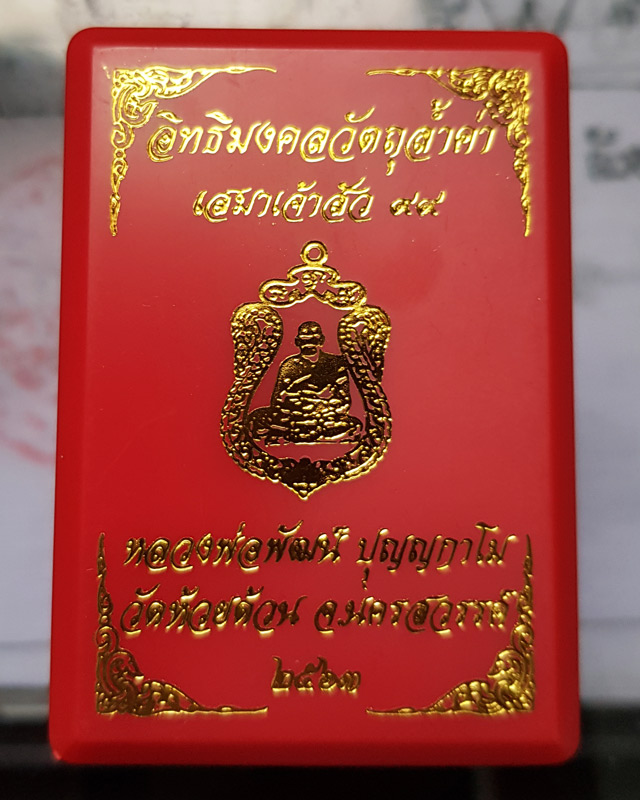 อิทธิมงคลวัตถุล้ำค่า
เสมาเจ้าสัว ๙๙
หลวงพ่อพัฒน์ ปุญญกาโม
วัดห้วยด้วน จ.นครสวรรค์
๒๕๖๓